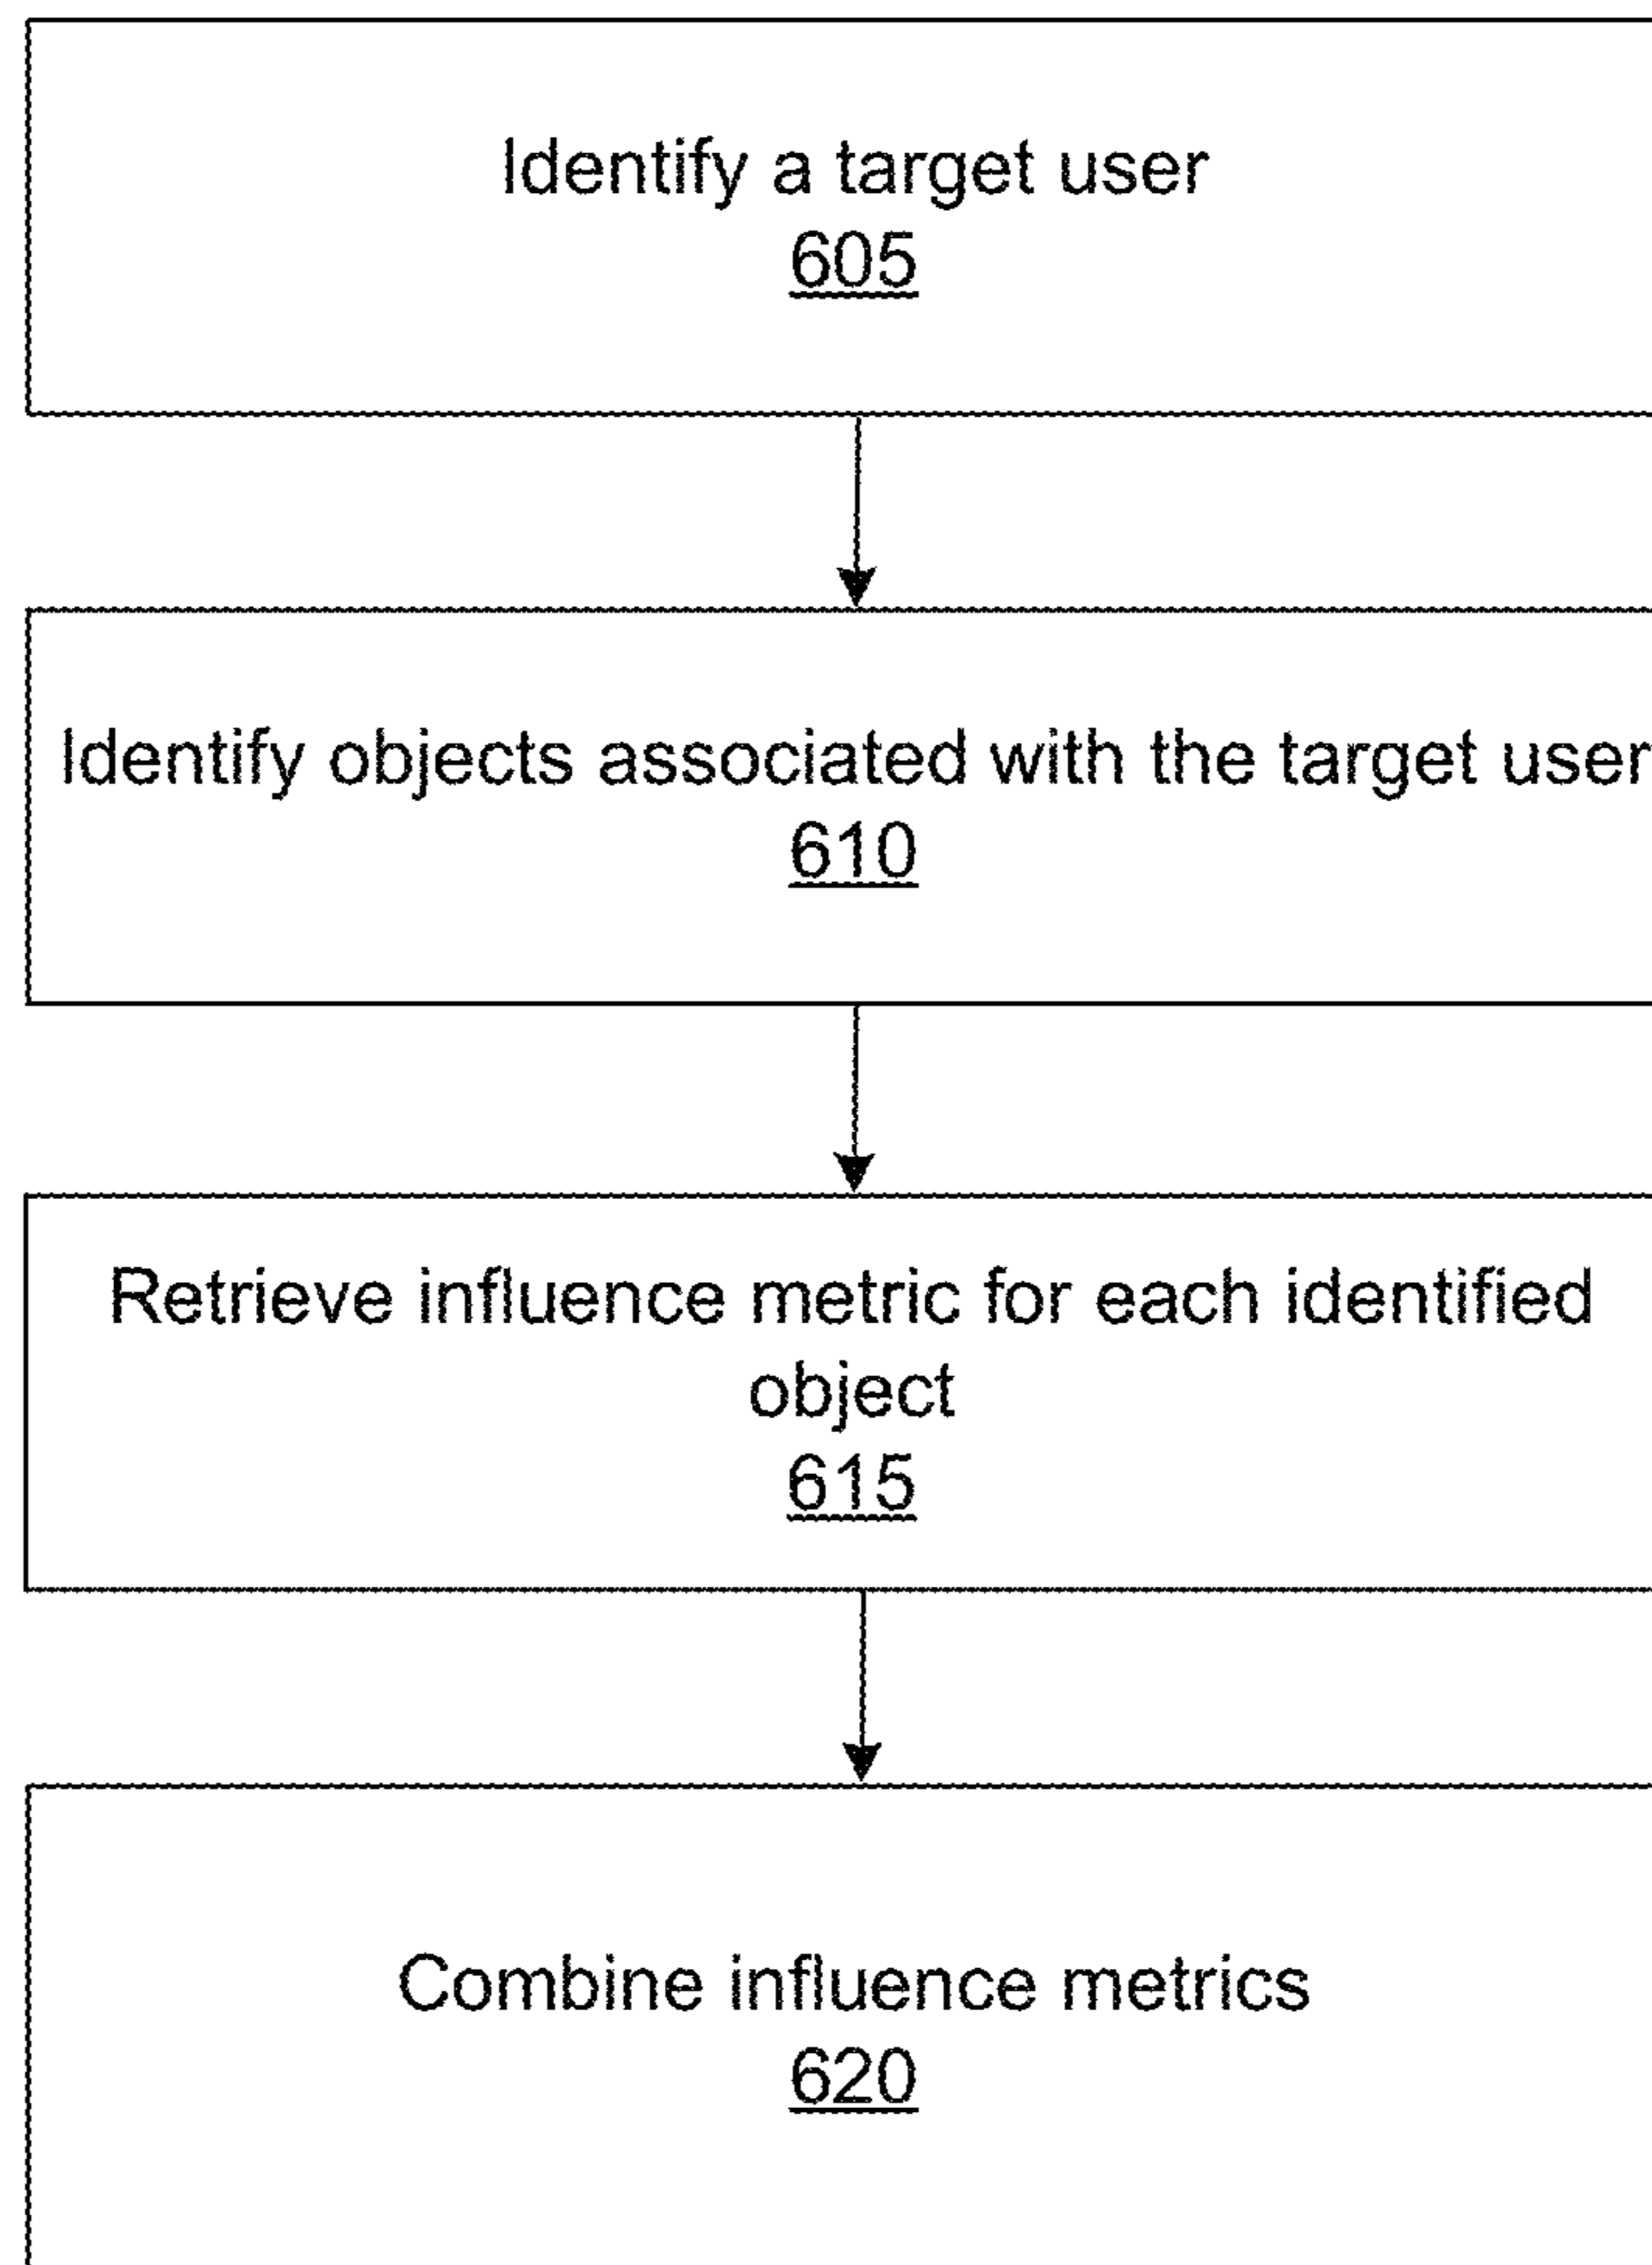 Identify a target user
605
Identify objects associated with the target user
610
Retrieve influence metric for each identified
object
615
Combine influence metrics
620